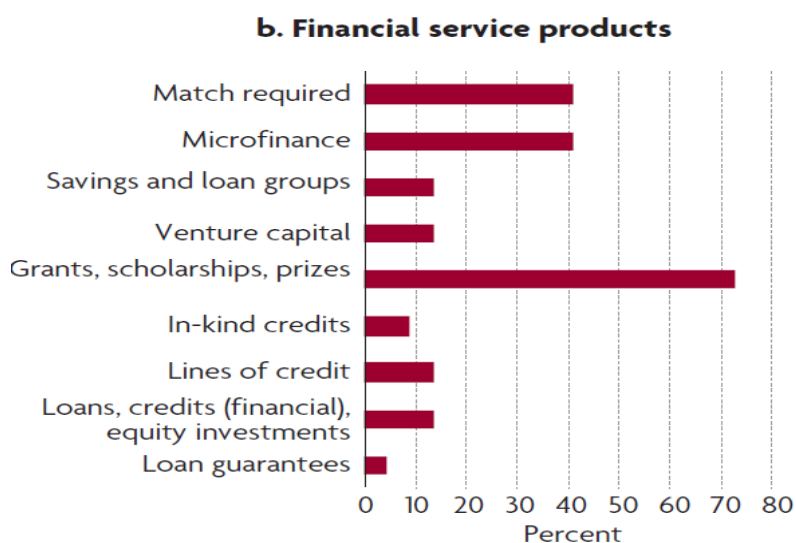 b. Financial service products
Match required
Microfinance
Savings and loan groups
Venture capital
Grants, scholarships, prizes
In-kind credits
Lines of credit
Loans, credits (financial),
equity investments
Loan guarantees
0 10 20 30 40 50 60 70 80
Percent